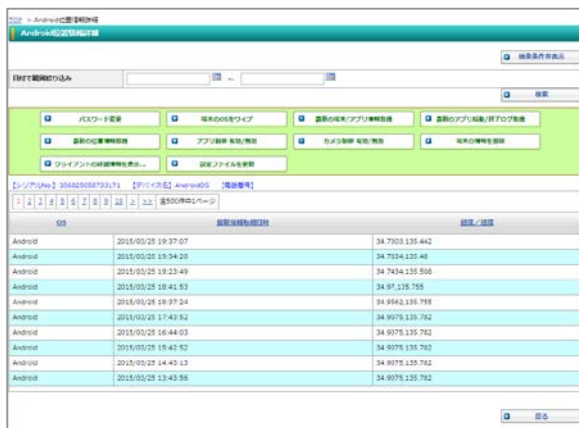 TOP > Android位置情報詳細
Android位置情報詳細
検索条件非表示
日付で範囲絞り込み ～
検索
パスワード変更 端末のOSをワイプ 最新の端末/アプリ情報取得 最新のアプリ起動/終了ログ取得
最新の位置情報取得 アプリ制御 有効/無効 カメラ制御 有効/無効 端末の情報を削除
クライアントの詳細情報を表示... 設定ファイルを更新
【シリアルNo.】356825058733171 【デバイス名】AndroidOS 【電話番号】
1 2 3 4 5 6 7 8 9 10 > >> 全500件中1ページ
OS 最新情報取得日時 緯度/経度
Android 2015/03/25 19:37:07 34.7303,135.442
Android 2015/03/25 19:34:20 34.7334,135.48
Android 2015/03/25 19:23:49 34.7434,135.508
Android 2015/03/25 18:41:53 34.97,135.755
Android 2015/03/25 18:37:24 34.9862,135.755
Android 2015/03/25 17:43:52 34.9375,135.762
Android 2015/03/25 16:44:03 34.9375,135.762
Android 2015/03/25 15:42:52 34.9375,135.762
Android 2015/03/25 14:43:13 34.9375,135.762
Android 2015/03/25 13:43:56 34.9375,135.762
戻る